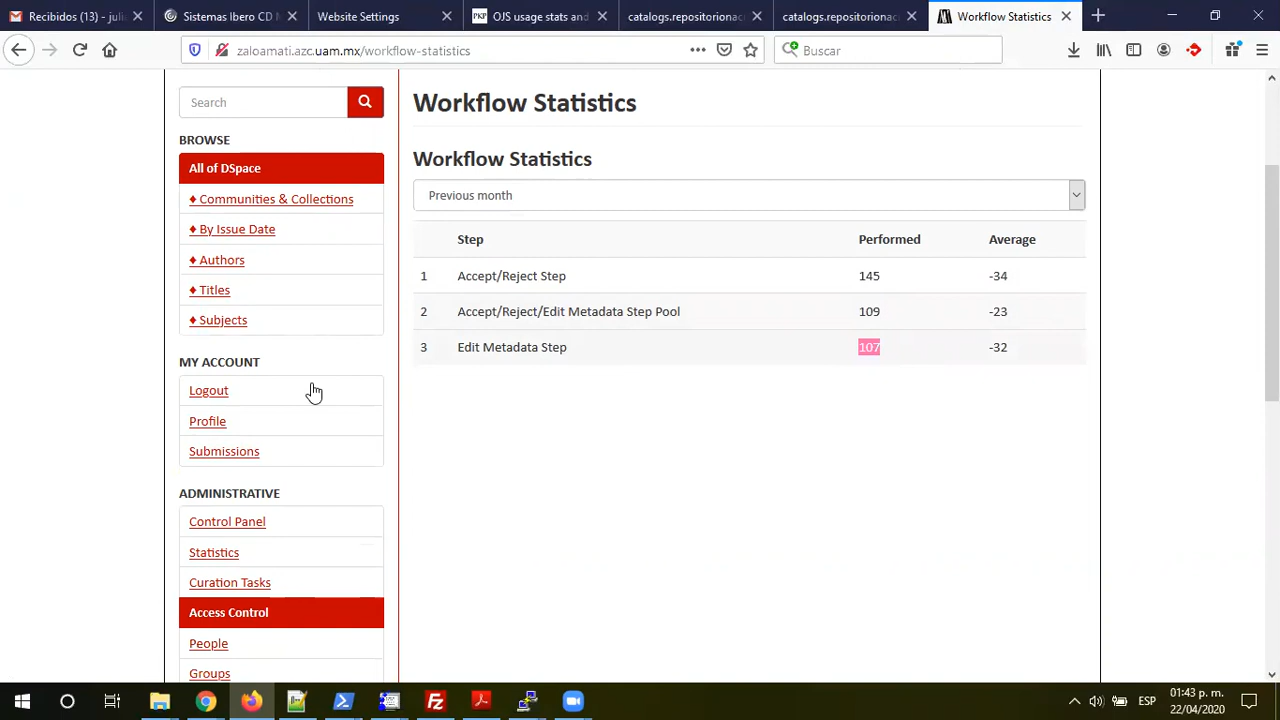 Recibidos (13) - julia
Sistemas Ibero CD M
Website Settings
PKP OJS usage stats and
catalogs.repositorionac
catalogs.repositorionac
Workflow Statistics
zaloamati.azc.uam.mx/workflow-statistics
Buscar
Search
BROWSE
All of DSpace
♦ Communities & Collections
♦ By Issue Date
♦ Authors
♦ Titles
♦ Subjects
MY ACCOUNT
Logout
Profile
Submissions
ADMINISTRATIVE
Control Panel
Statistics
Curation Tasks
Access Control
People
Groups
Workflow Statistics
Workflow Statistics
Previous month
Step Performed Average
1 Accept/Reject Step 145 -34
2 Accept/Reject/Edit Metadata Step Pool 109 -23
3 Edit Metadata Step 107 -32
ESP
01:43 p. m.
22/04/2020